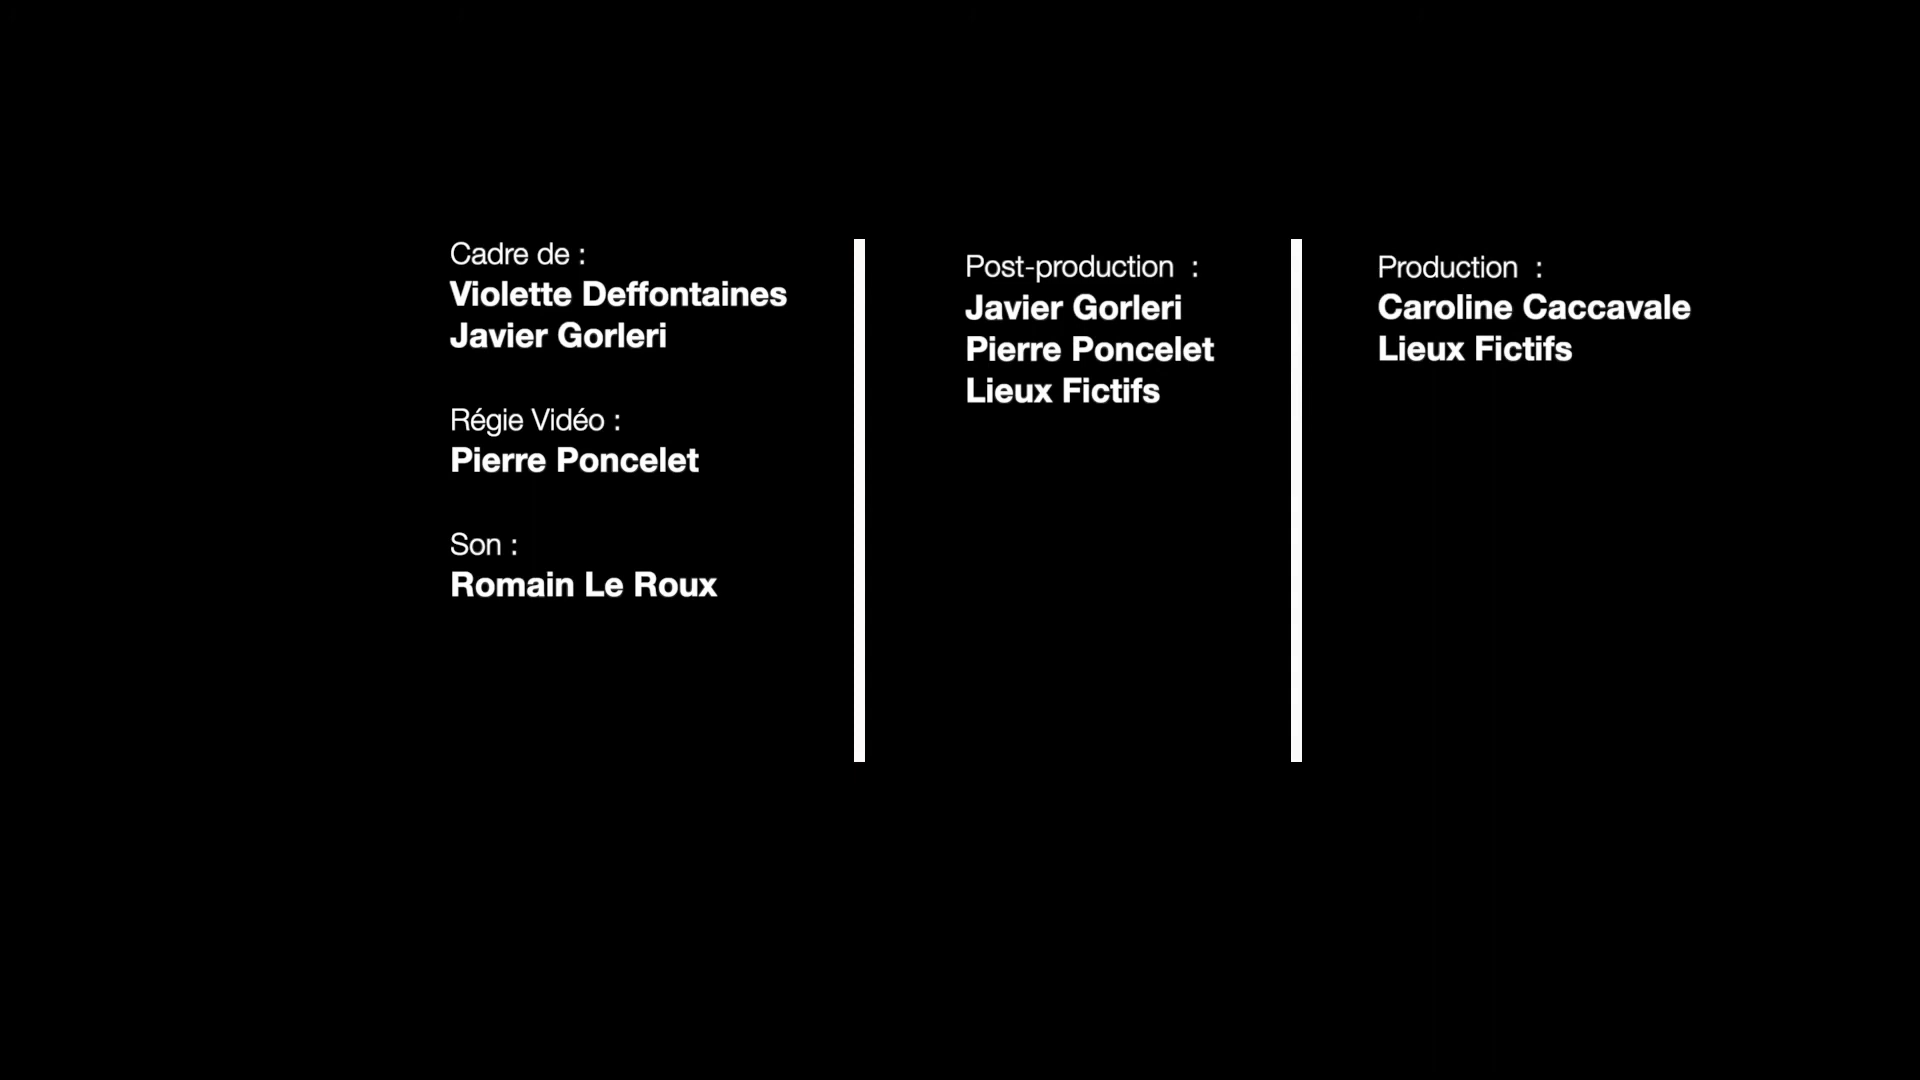 Cadre de :
Violette Deffontaines
Javier Gorleri
Régie Vidéo :
Pierre Poncelet
Son :
Romain Le Roux
Post-production  :
Javier Gorleri
Pierre Poncelet
Lieux Fictifs
Production  :
Caroline Caccavale
Lieux Fictifs